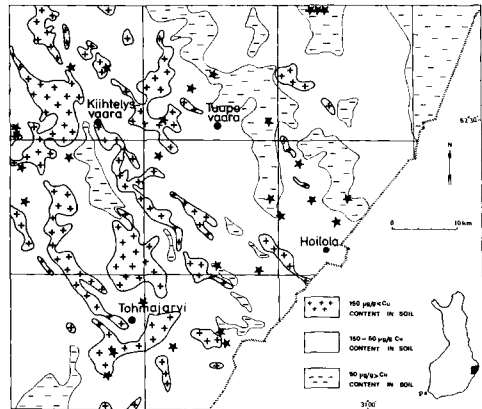 Kiihtelys-
vaara
Tuupo-
vaara
62°30'
N
0 10 km
Hoilola
Tohmajärvi
150 µg/g < Cu
CONTENT IN SOIL
150 – 50 µg/g Cu
CONTENT IN SOIL
50 µg/g > Cu
CONTENT IN SOIL
31°00'